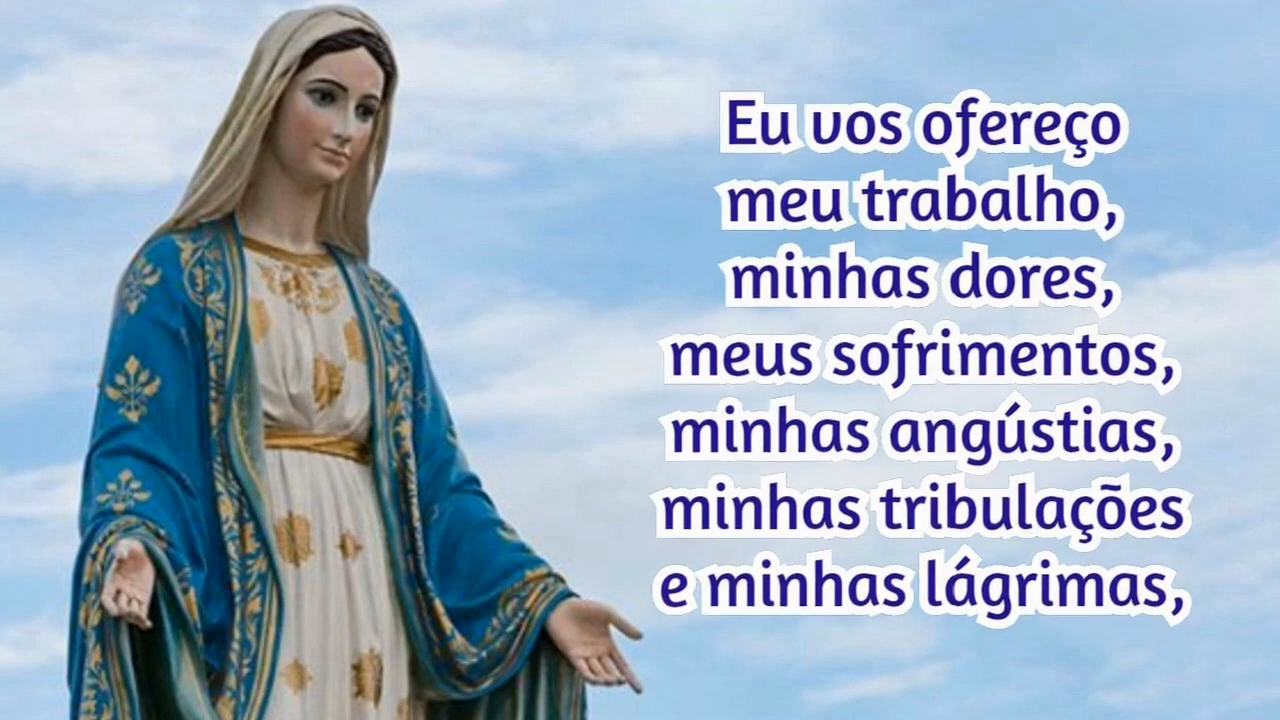 Eu vos ofereço
meu trabalho,
minhas dores,
meus sofrimentos,
minhas angústias,
minhas tribulações
e minhas lágrimas,